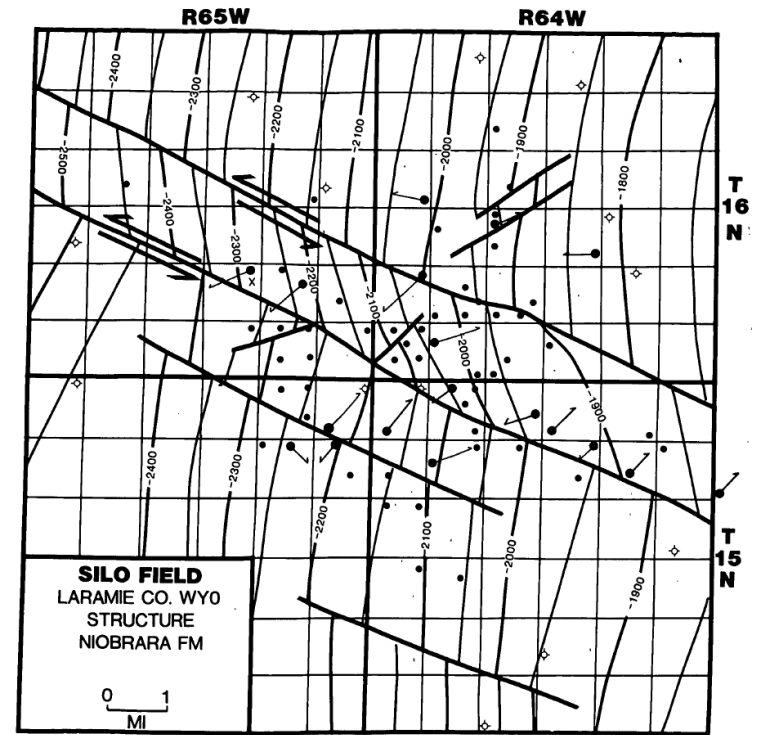 R65W
R64W
-2400
-2300
-2200
-2100
-2000
-1900
-1800
-2500
-2400
-2300
-2200
-2100
-2000
-1900
T
16
N
-2400
-2300
-2200
-2100
-2000
-1900
T
15
N
SILO FIELD
LARAMIE CO. WYO
STRUCTURE
NIOBRARA FM
0 1
MI